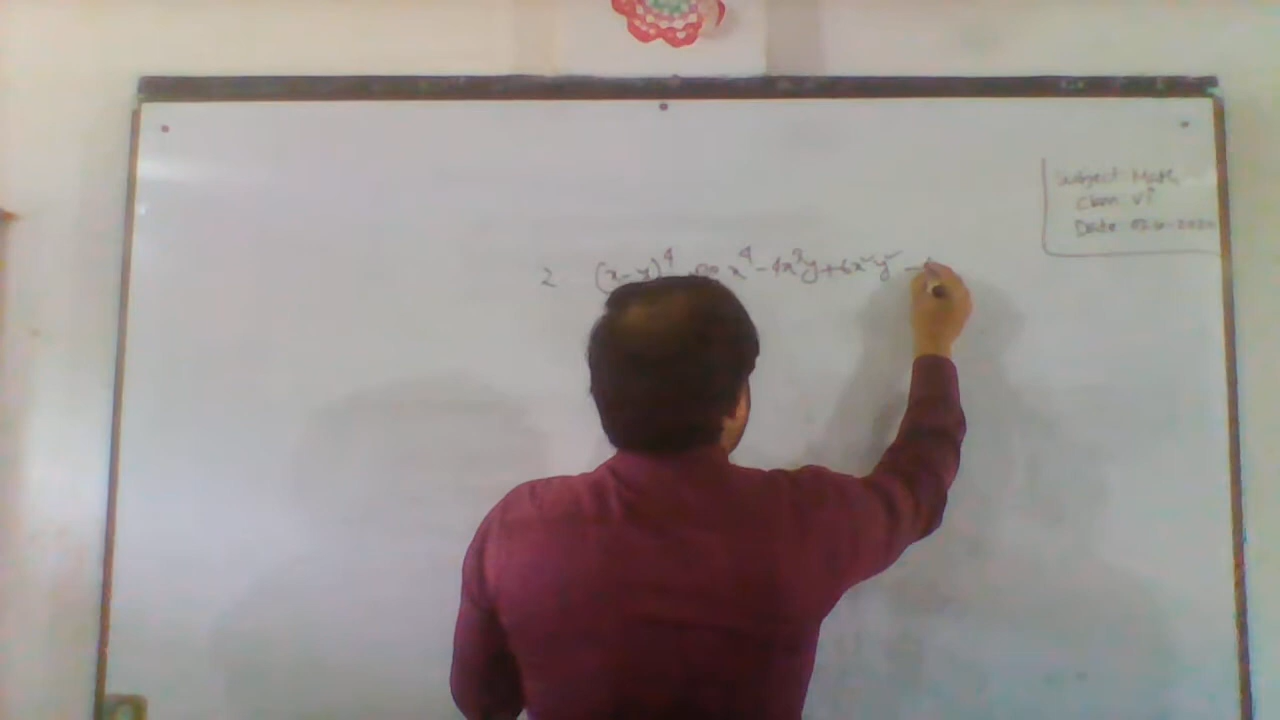 Subject: Math
Class: VI
Date: 02-11-2020
2. (x-y)⁴ x⁴ - 4x³y + 6x²y² -